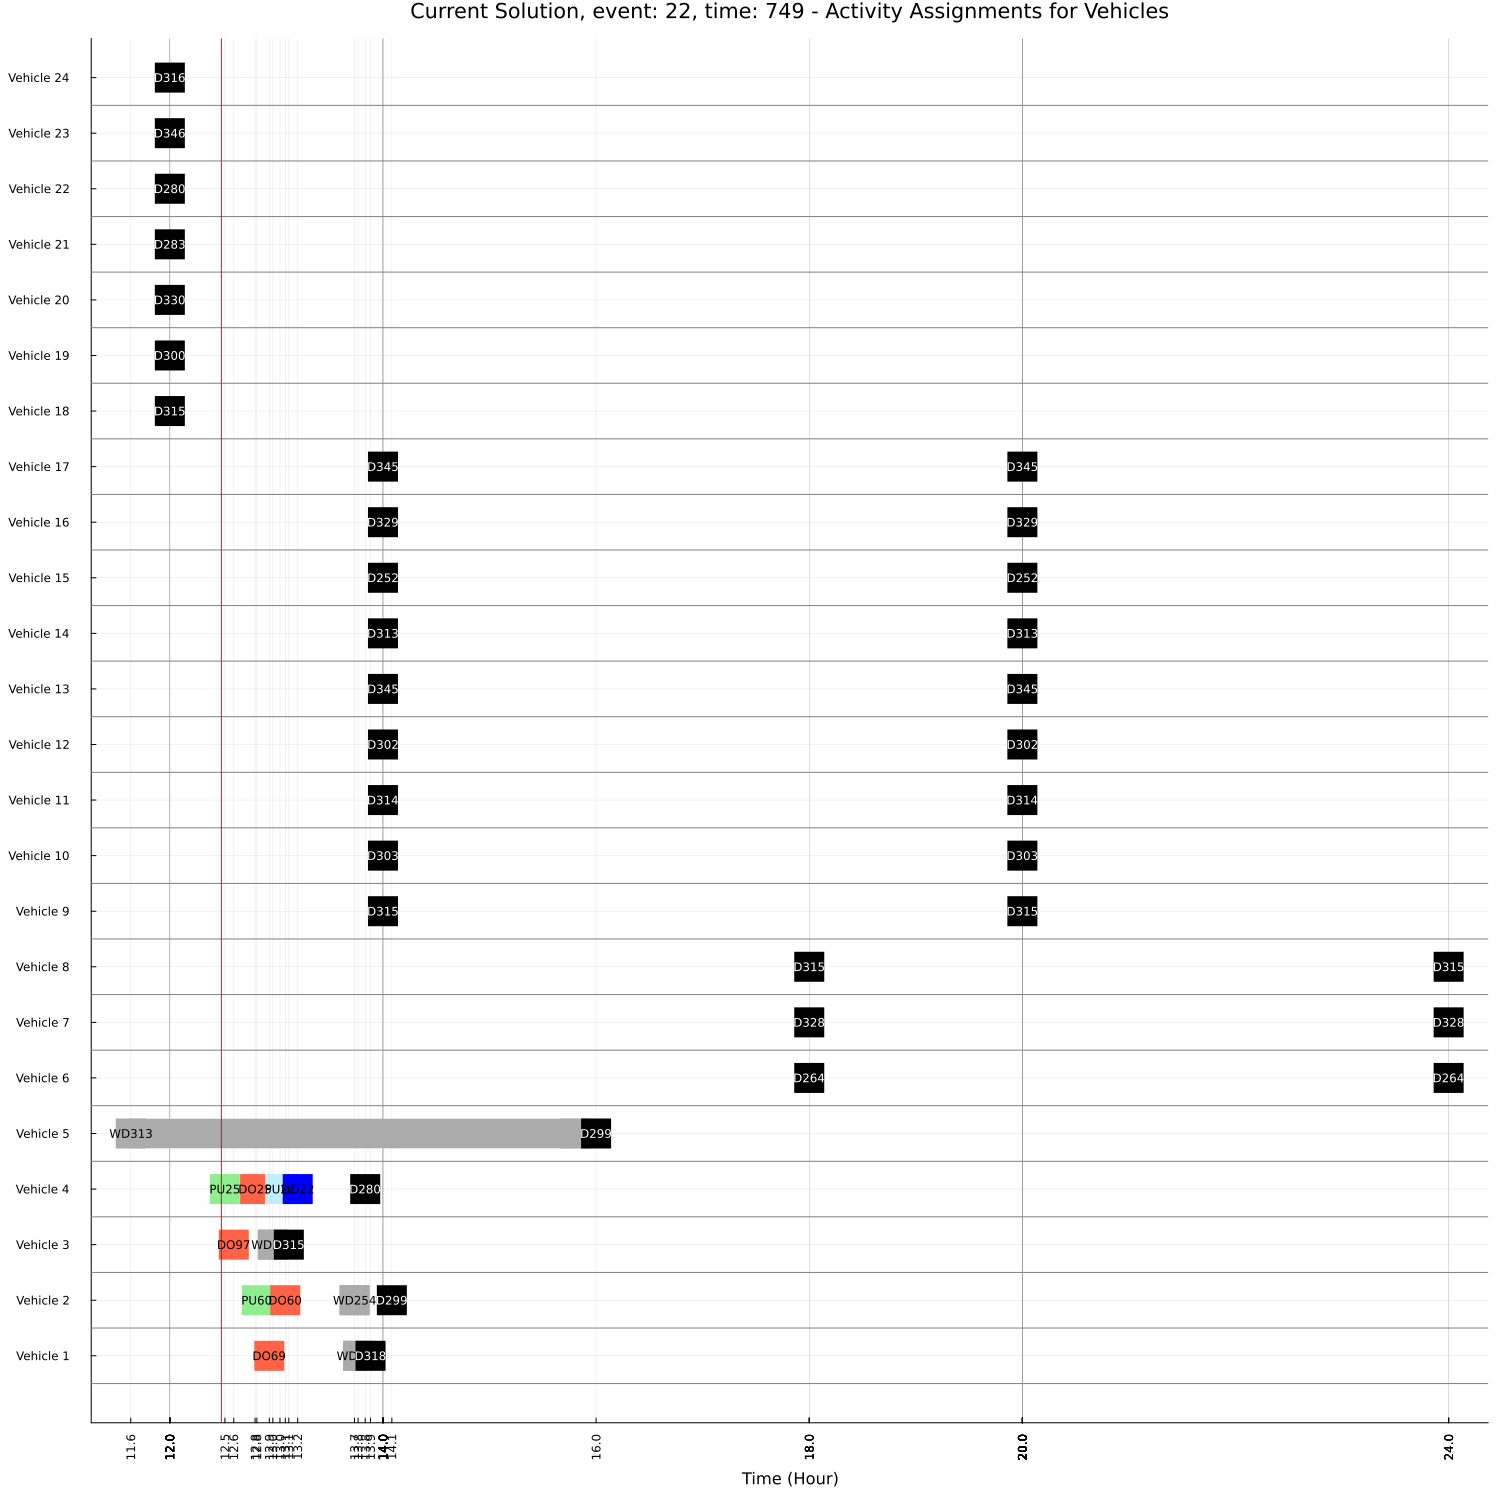 Current Solution, event: 22, time: 749 - Activity Assignments for Vehicles
Vehicle 24 D316
Vehicle 23 D346
Vehicle 22 D280
Vehicle 21 D283
Vehicle 20 D330
Vehicle 19 D300
Vehicle 18 D315
Vehicle 17 D345 D345
Vehicle 16 D329 D329
Vehicle 15 D252 D252
Vehicle 14 D313 D313
Vehicle 13 D345 D345
Vehicle 12 D302 D302
Vehicle 11 D314 D314
Vehicle 10 D303 D303
Vehicle 9 D315 D315
Vehicle 8 D315 D315
Vehicle 7 D328 D328
Vehicle 6 D264 D264
Vehicle 5 WD313 D299
Vehicle 4 PU25 DO25 D280
Vehicle 3 DO97 D315
Vehicle 2 PU60 DO60 WD254 D299
Vehicle 1 DO69 D318
11.6 12.0 12.5 12.6 13.2 13.9 14.0 14.1 16.0 18.0 20.0 24.0
Time (Hour)